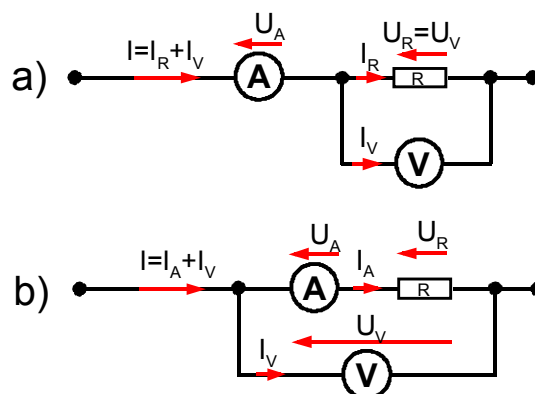 U_A U_R=U_V
I=I_R+I_V I_R
a) A R
I_V V
U_A U_R
I=I_A+I_V I_A
b) A R
U_V
I_V V